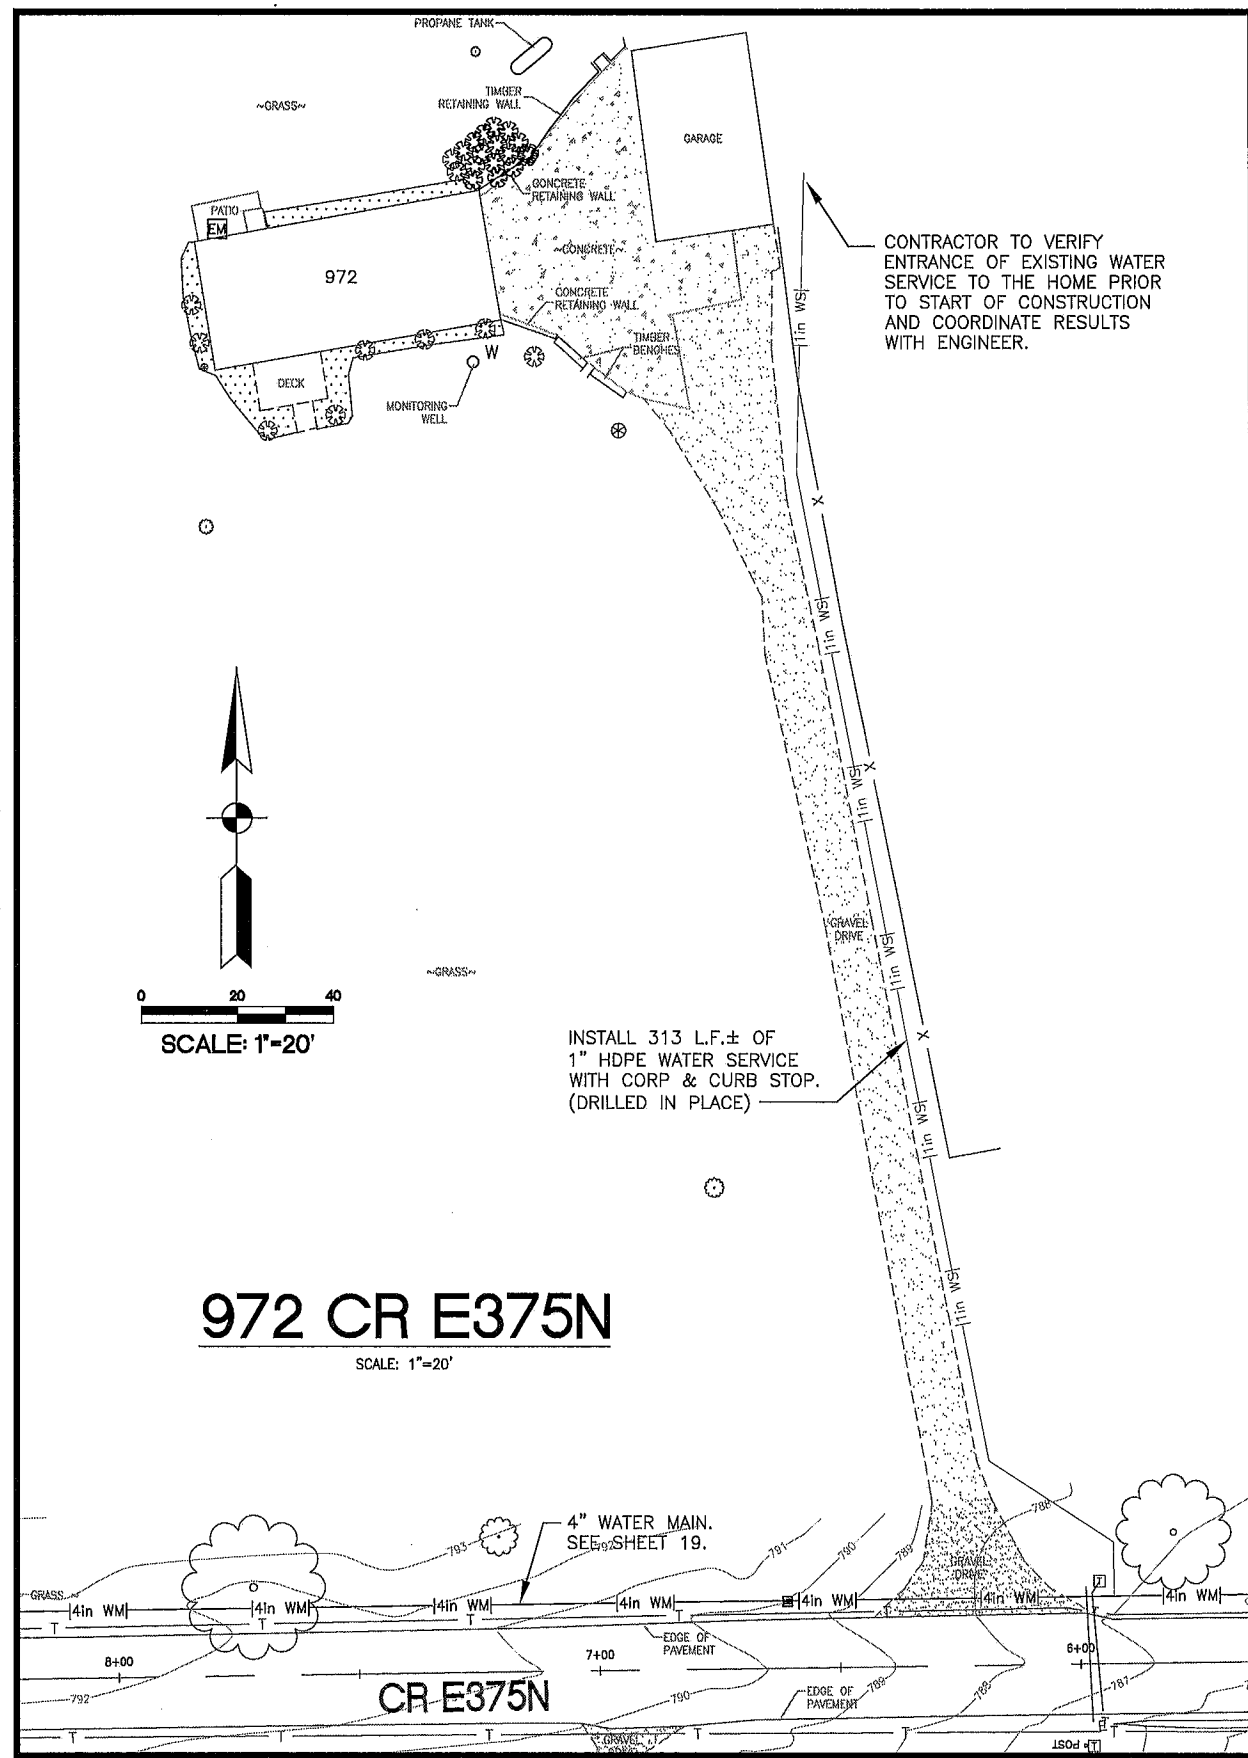 PROPANE TANK
~GRASS~
TIMBER
RETAINING WALL
GARAGE
CONCRETE
RETAINING WALL
PATIO
EM
~CONCRETE~
CONTRACTOR TO VERIFY
ENTRANCE OF EXISTING WATER
SERVICE TO THE HOME PRIOR
TO START OF CONSTRUCTION
AND COORDINATE RESULTS
WITH ENGINEER.
972
CONCRETE
RETAINING WALL
1in WS
TIMBER
BENCHES
W
DECK
MONITORING
WELL
X
1in WS
X
1in WS
GRAVEL
DRIVE
1in WS
~GRASS~
0 20 40
SCALE: 1"=20'
INSTALL 313 L.F.± OF
1" HDPE WATER SERVICE
WITH CORP & CURB STOP.
(DRILLED IN PLACE)
X
1in WS
1in WS
972 CR E375N
SCALE: 1"=20'
4" WATER MAIN.
SEE SHEET 19.
793
792
791
790
789
788
GRAVEL
DRIVE
GRASS
4in WM 4in WM 4in WM 4in WM 4in WM 4in WM 4in WM
T
T T T T
EDGE OF
PAVEMENT
8+00 7+00 6+00
792
CR E375N
790
EDGE OF
PAVEMENT
789
788
787
T T T T T T
GRAVEL
POST
T